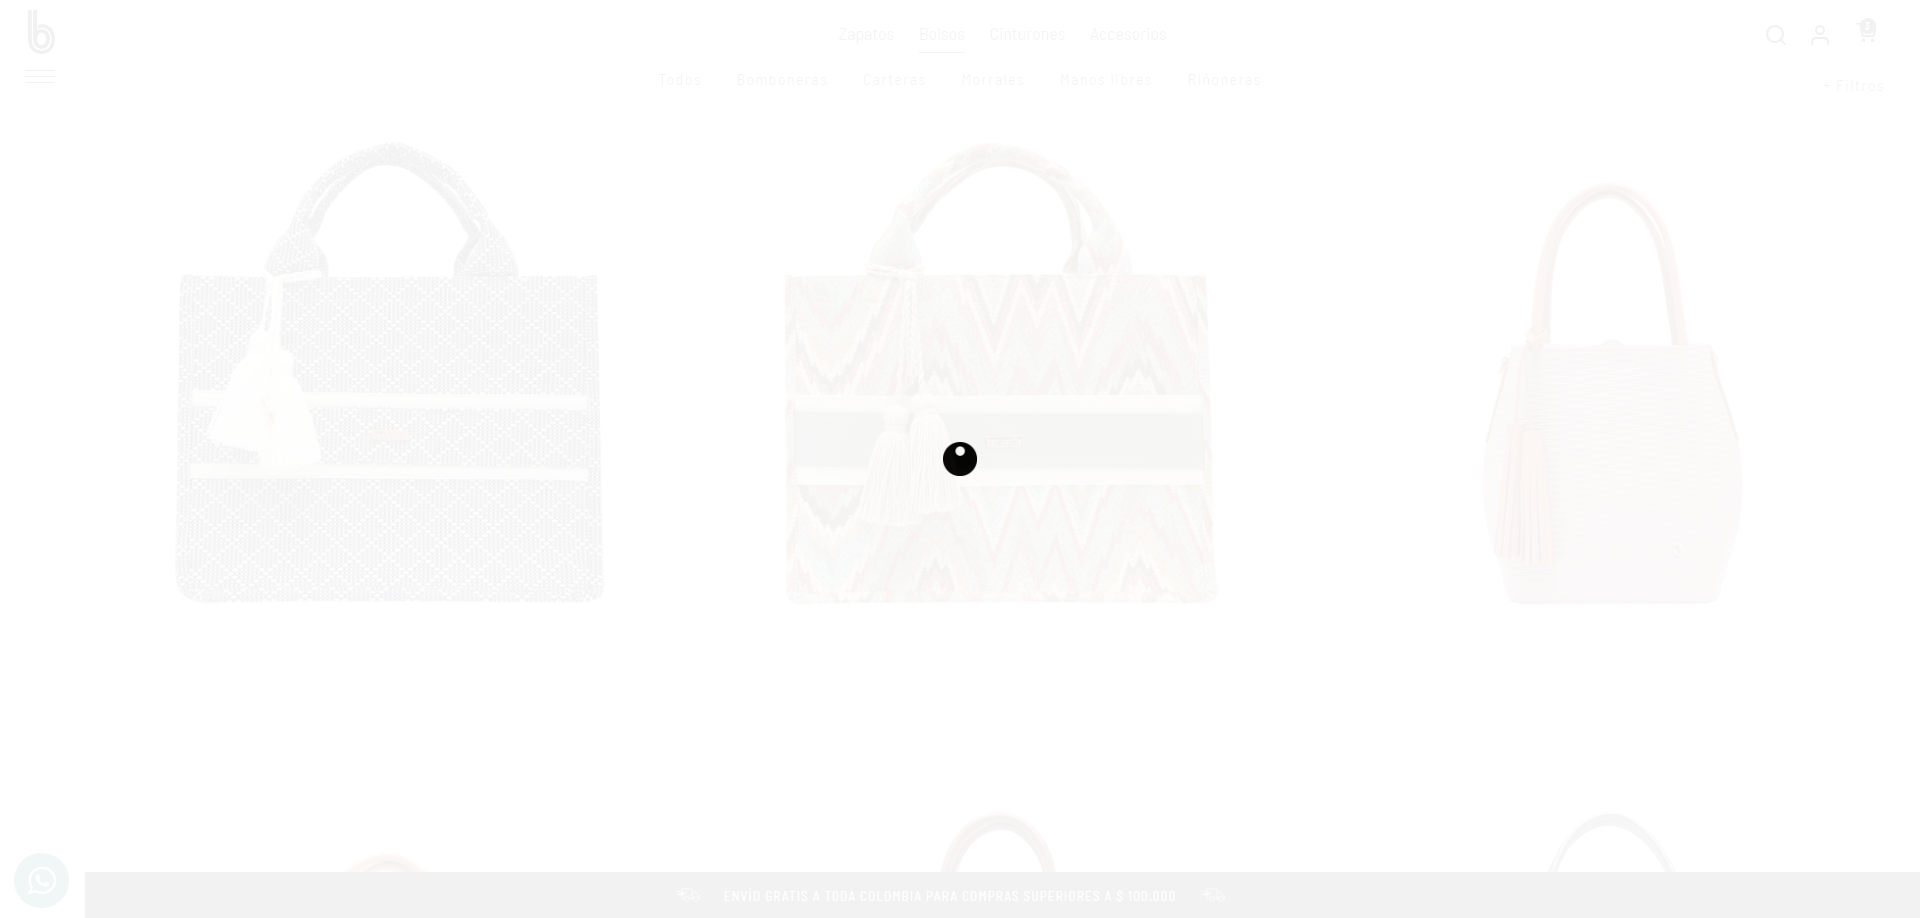 b
Zapatos Bolsos Cinturones Accesorios
Todos Bomboneras Carteras Morrales Manos libres Riñoneras
+ Filtros
ENVÍO GRATIS A TODA COLOMBIA PARA COMPRAS SUPERIORES A $ 100.000